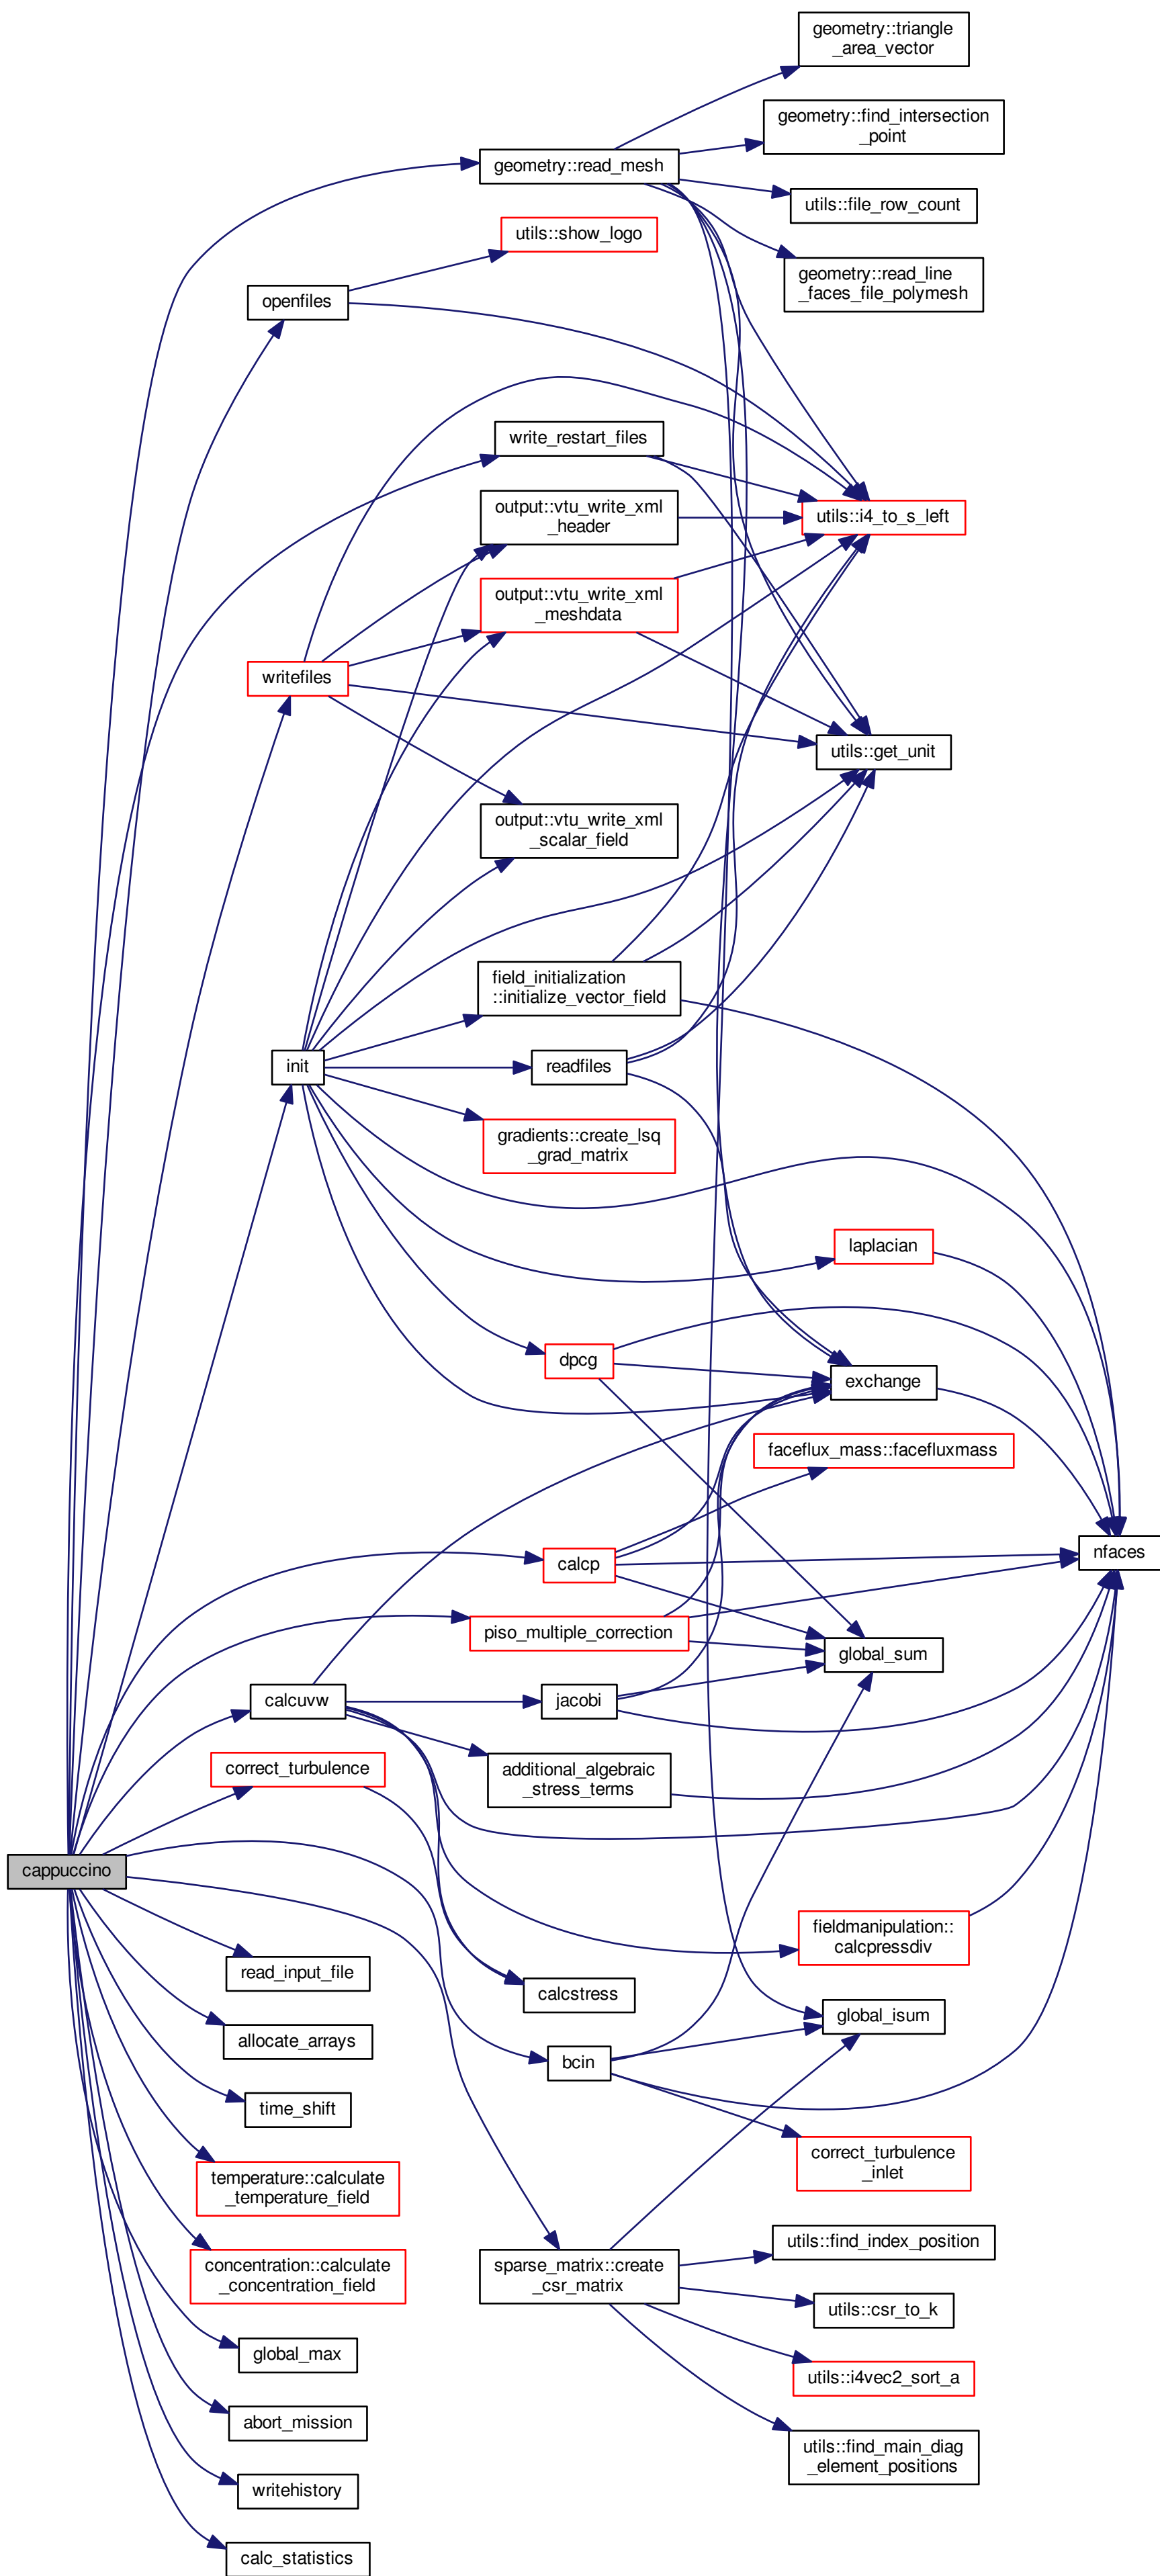 geometry::triangle
_area_vector
geometry::find_intersection
_point
geometry::read_mesh
utils::file_row_count
utils::show_logo
geometry::read_line
_faces_file_polymesh
openfiles
write_restart_files
output::vtu_write_xml
_header
utils::i4_to_s_left
output::vtu_write_xml
_meshdata
writefiles
utils::get_unit
output::vtu_write_xml
_scalar_field
field_initialization
::initialize_vector_field
init
readfiles
gradients::create_lsq
_grad_matrix
laplacian
dpcg
exchange
faceflux_mass::facefluxmass
nfaces
calcp
piso_multiple_correction
global_sum
calcuvw
jacobi
correct_turbulence
additional_algebraic
_stress_terms
cappuccino
fieldmanipulation::
calcpressdiv
read_input_file
calcstress
global_isum
allocate_arrays
bcin
time_shift
correct_turbulence
_inlet
temperature::calculate
_temperature_field
utils::find_index_position
concentration::calculate
_concentration_field
sparse_matrix::create
_csr_matrix
utils::csr_to_k
global_max
utils::i4vec2_sort_a
abort_mission
utils::find_main_diag
_element_positions
writehistory
calc_statistics